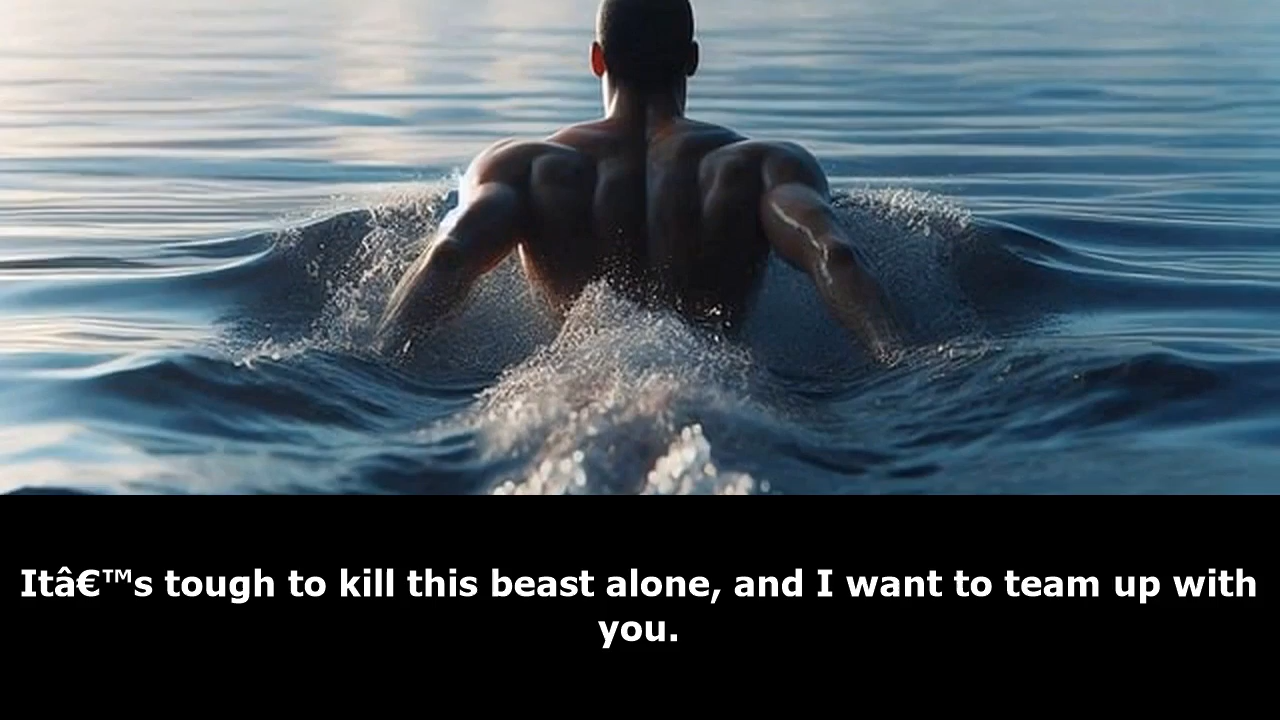 Itâ€™s tough to kill this beast alone, and I want to team up with
you.